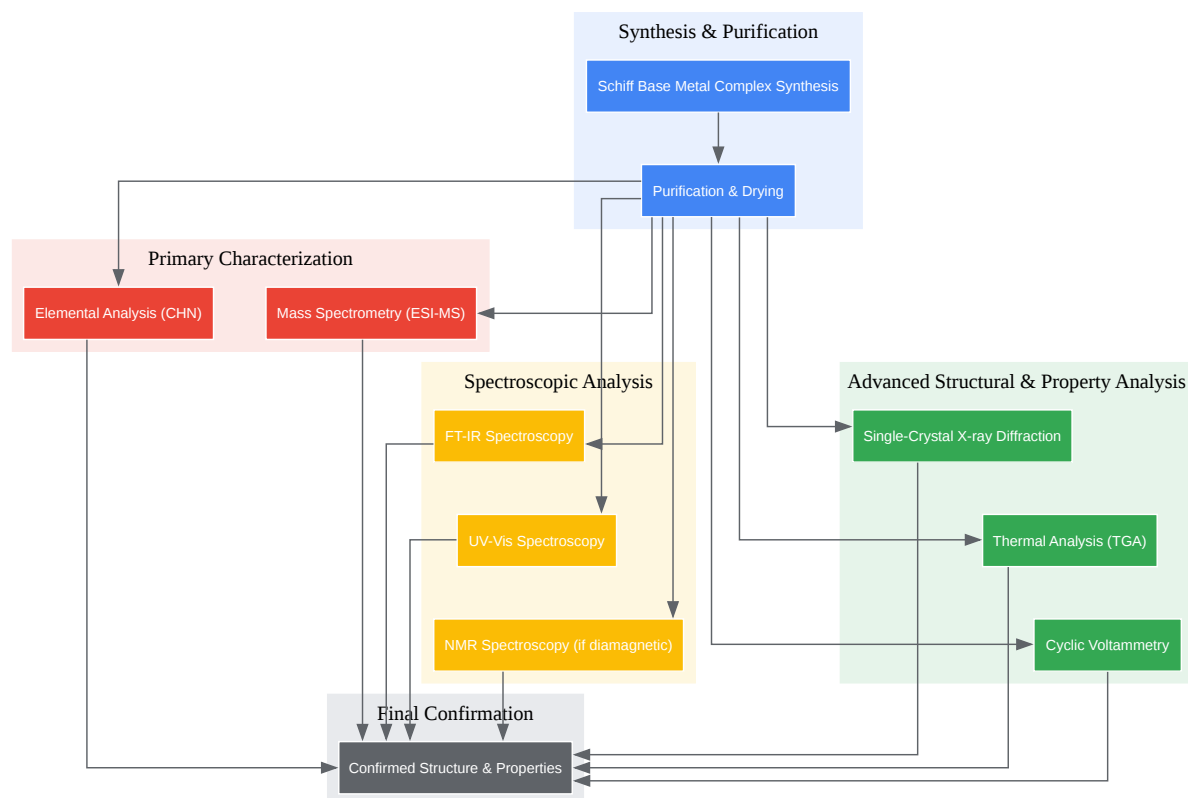 Synthesis & Purification
Schiff Base Metal Complex Synthesis
Purification & Drying
Primary Characterization
Elemental Analysis (CHN)
Mass Spectrometry (ESI-MS)
Spectroscopic Analysis
FT-IR Spectroscopy
UV-Vis Spectroscopy
NMR Spectroscopy (if diamagnetic)
Advanced Structural & Property Analysis
Single-Crystal X-ray Diffraction
Thermal Analysis (TGA)
Cyclic Voltammetry
Final Confirmation
Confirmed Structure & Properties